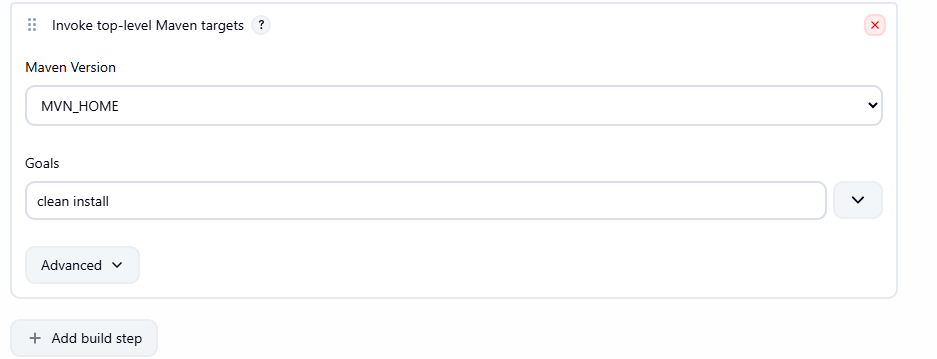 Invoke top-level Maven targets ?
Maven Version
MVN_HOME
Goals
clean install
Advanced
Add build step